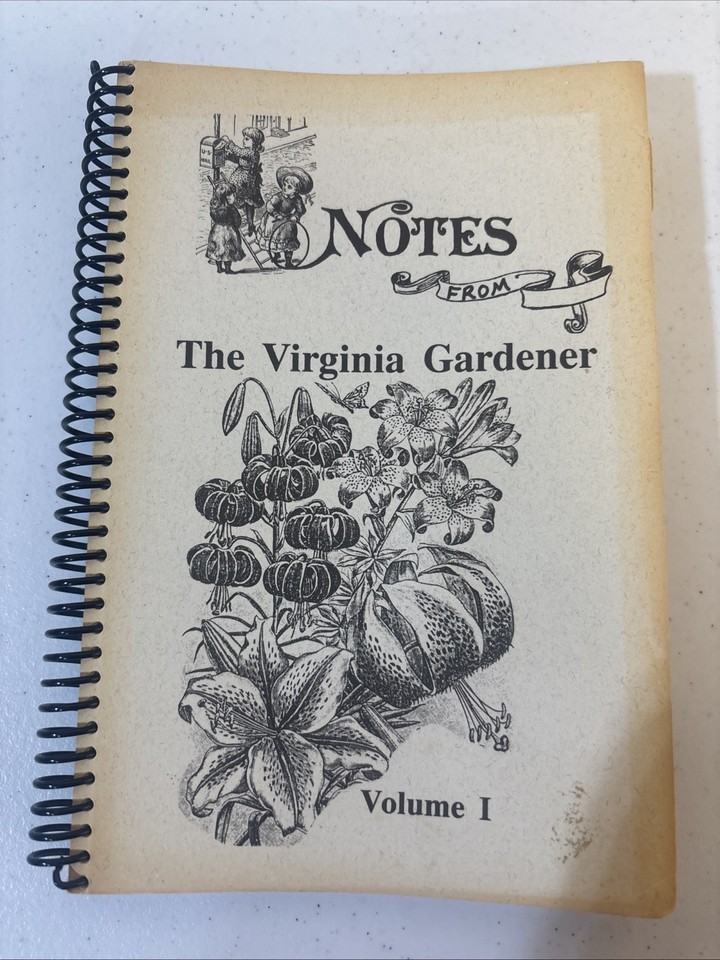 NOTES
FROM
The Virginia Gardener
Volume I